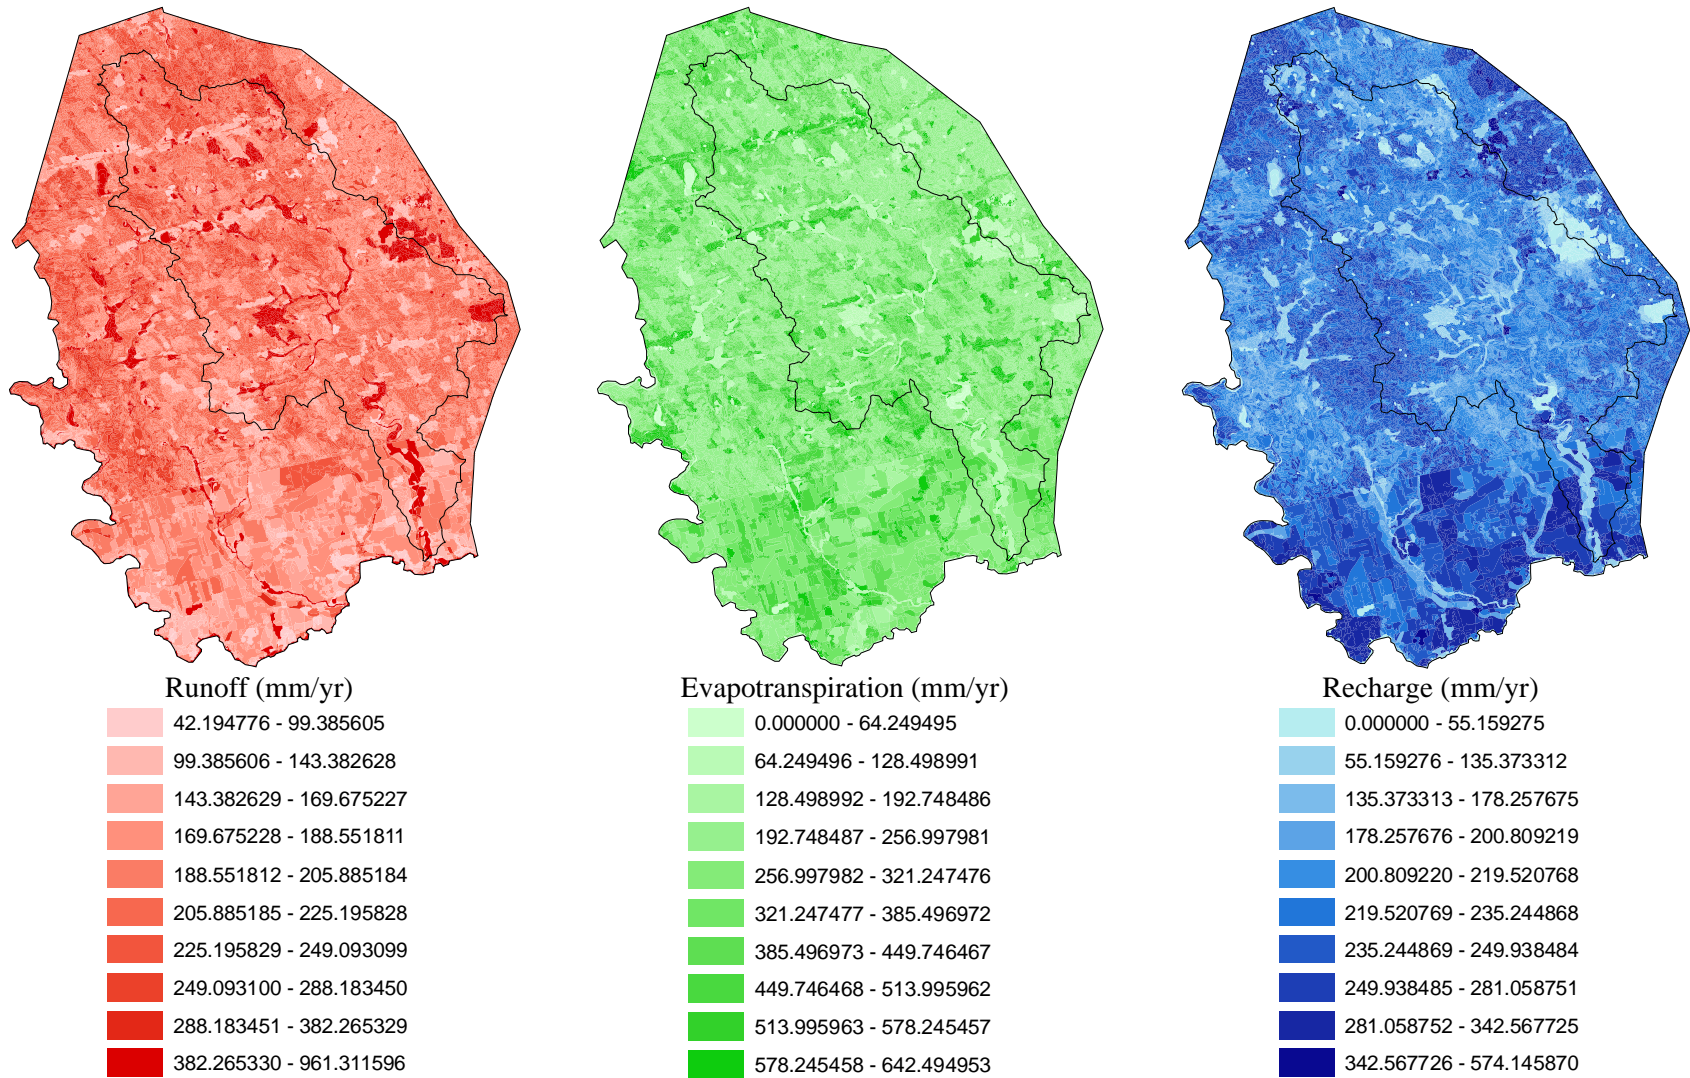 Runoff (mm/yr)
42.194776 - 99.385605
99.385606 - 143.382628
143.382629 - 169.675227
169.675228 - 188.551811
188.551812 - 205.885184
205.885185 - 225.195828
225.195829 - 249.093099
249.093100 - 288.183450
288.183451 - 382.265329
382.265330 - 961.311596
Evapotranspiration (mm/yr)
0.000000 - 64.249495
64.249496 - 128.498991
128.498992 - 192.748486
192.748487 - 256.997981
256.997982 - 321.247476
321.247477 - 385.496972
385.496973 - 449.746467
449.746468 - 513.995962
513.995963 - 578.245457
578.245458 - 642.494953
Recharge (mm/yr)
0.000000 - 55.159275
55.159276 - 135.373312
135.373313 - 178.257675
178.257676 - 200.809219
200.809220 - 219.520768
219.520769 - 235.244868
235.244869 - 249.938484
249.938485 - 281.058751
281.058752 - 342.567725
342.567726 - 574.145870